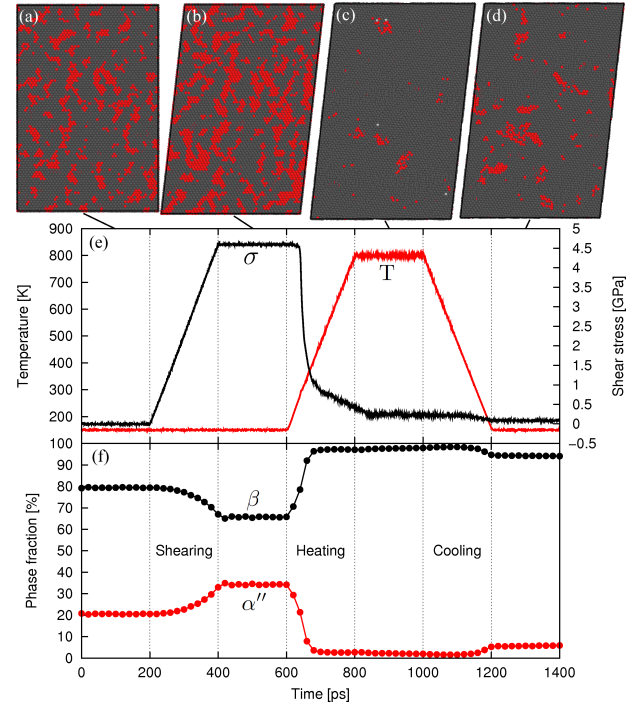 (a) (b) (c) (d)
(e)
Temperature [K]
900
800
700
600
500
400
300
200
σ
T
5
4.5
4
3.5
3
2.5
2
1.5
1
0.5
0
-0.5
Shear stress [GPa]
(f)
Phase fraction [%]
100
90
80
70
60
50
40
30
20
10
0
β
Shearing Heating Cooling
α′′
0 200 400 600 800 1000 1200 1400
Time [ps]